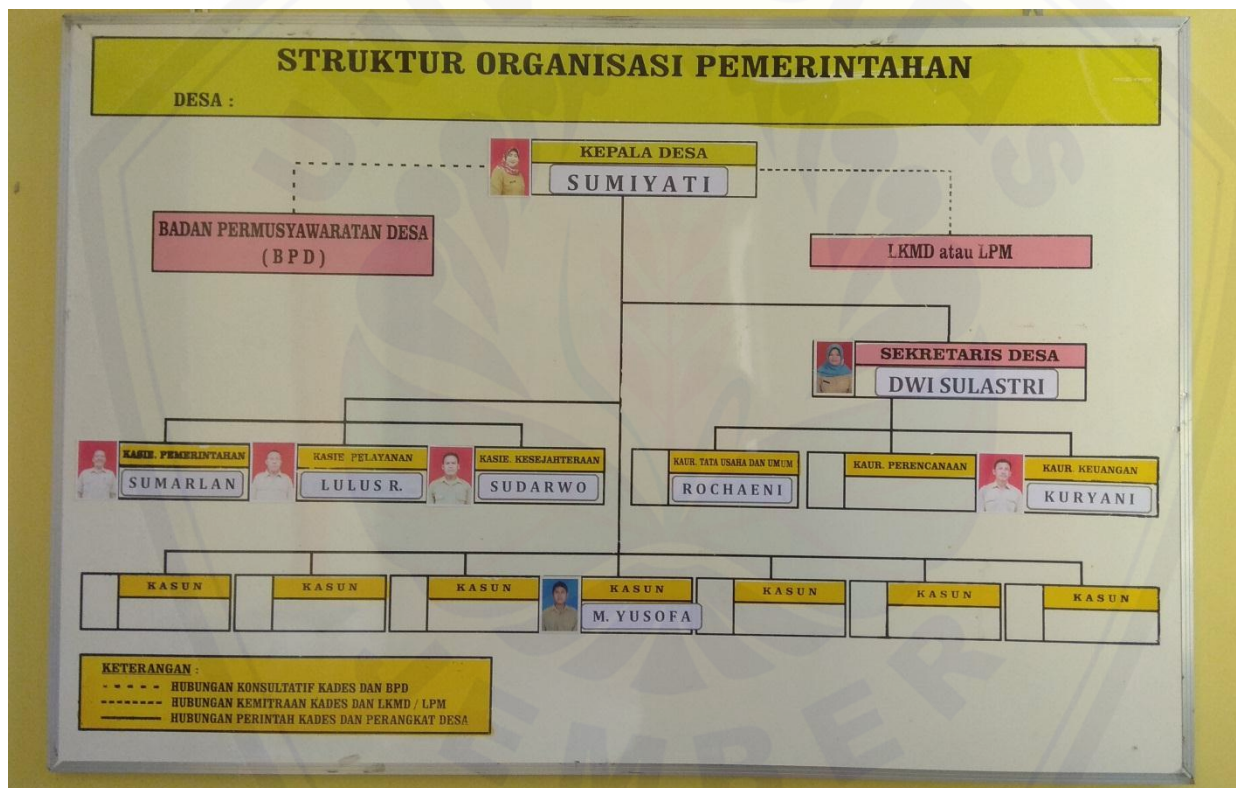 STRUKTUR ORGANISASI PEMERINTAHAN
DESA :
KEPALA DESA
SUMIYATI
BADAN PERMUSYAWARATAN DESA
( B P D )
LKMD atau LPM
SEKRETARIS DESA
DWI SULASTRI
KASIE. PEMERINTAHAN
SUMARLAN
KASIE PELAYANAN
LULUS R.
KASIE. KESEJAHTERAAN
SUDARWO
KAUR. TATA USAHA DAN UMUM
ROCHAENI
KAUR. PERENCANAAN
KAUR. KEUANGAN
KURYANI
KASUN
KASUN
KASUN
KASUN
M. YUSOFA
KASUN
KASUN
KASUN
KETERANGAN :
HUBUNGAN KONSULTATIF KADES DAN BPD
HUBUNGAN KEMITRAAN KADES DAN LKMD / LPM
HUBUNGAN PERINTAH KADES DAN PERANGKAT DESA